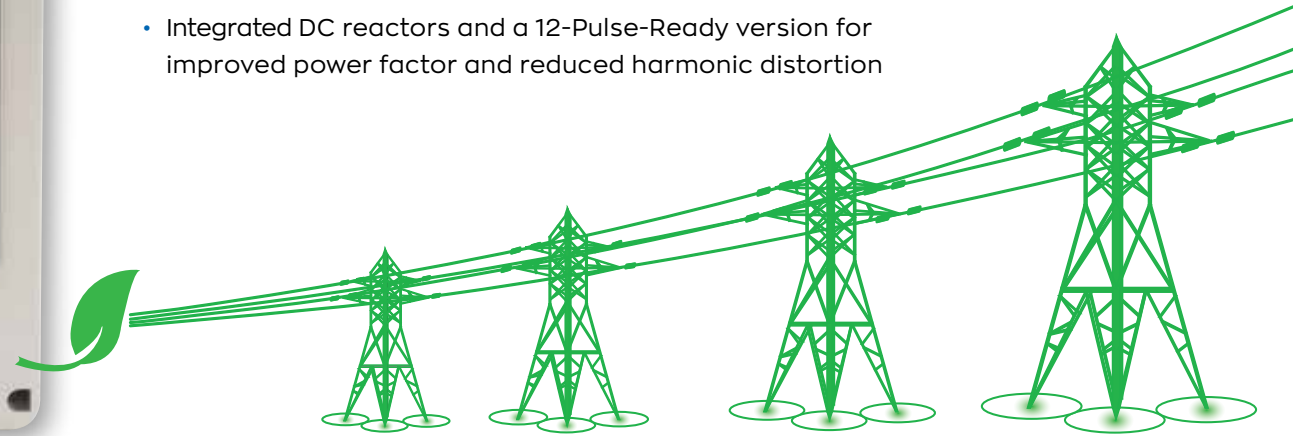 • Integrated DC reactors and a 12-Pulse-Ready version for
improved power factor and reduced harmonic distortion